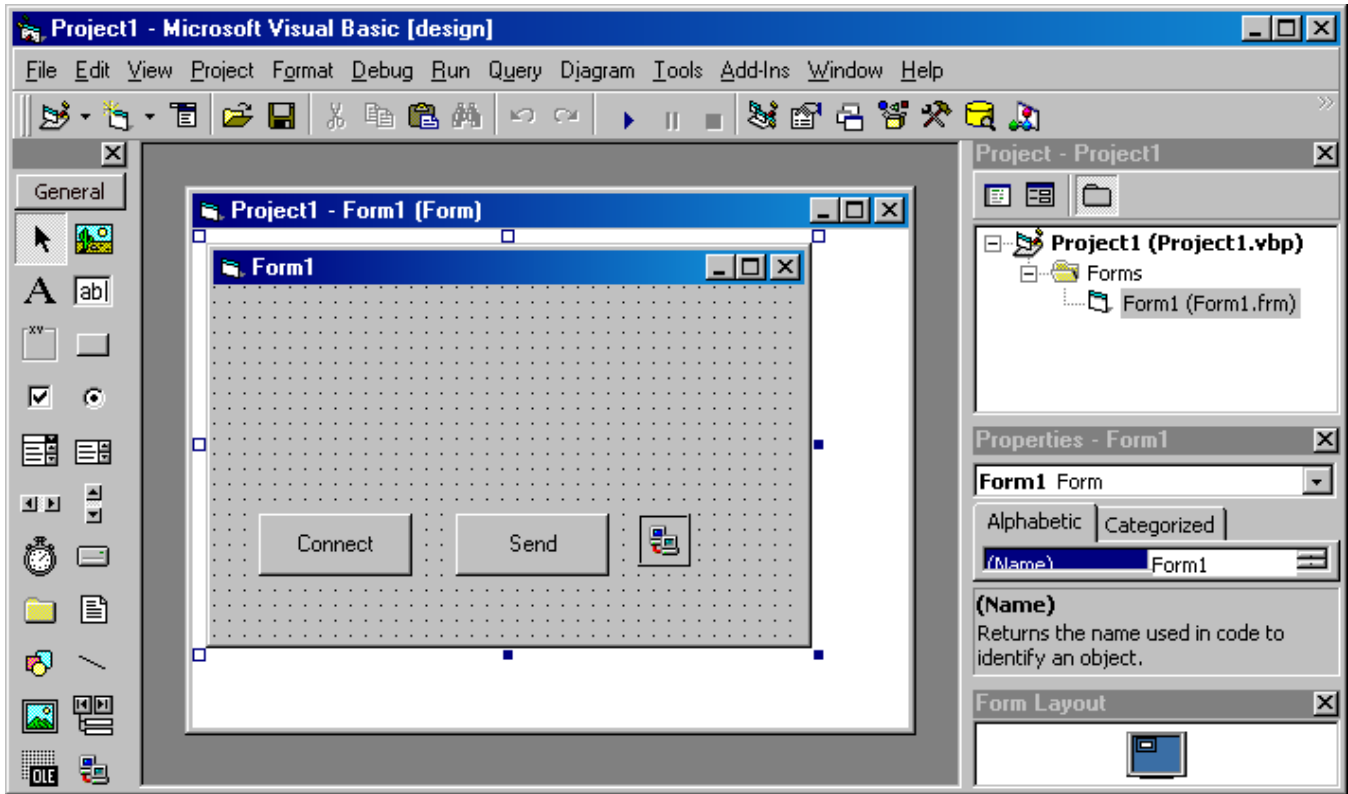 Project1 - Microsoft Visual Basic [design]
File Edit View Project Format Debug Run Query Diagram Tools Add-Ins Window Help
General
A
ab
XY
OLE
Project1 - Form1 (Form)
Form1
Connect
Send
Project - Project1
Project1 (Project1.vbp)
Forms
Form1 (Form1.frm)
Properties - Form1
Form1 Form
Alphabetic
Categorized
(Name) Form1
(Name)
Returns the name used in code to
identify an object.
Form Layout